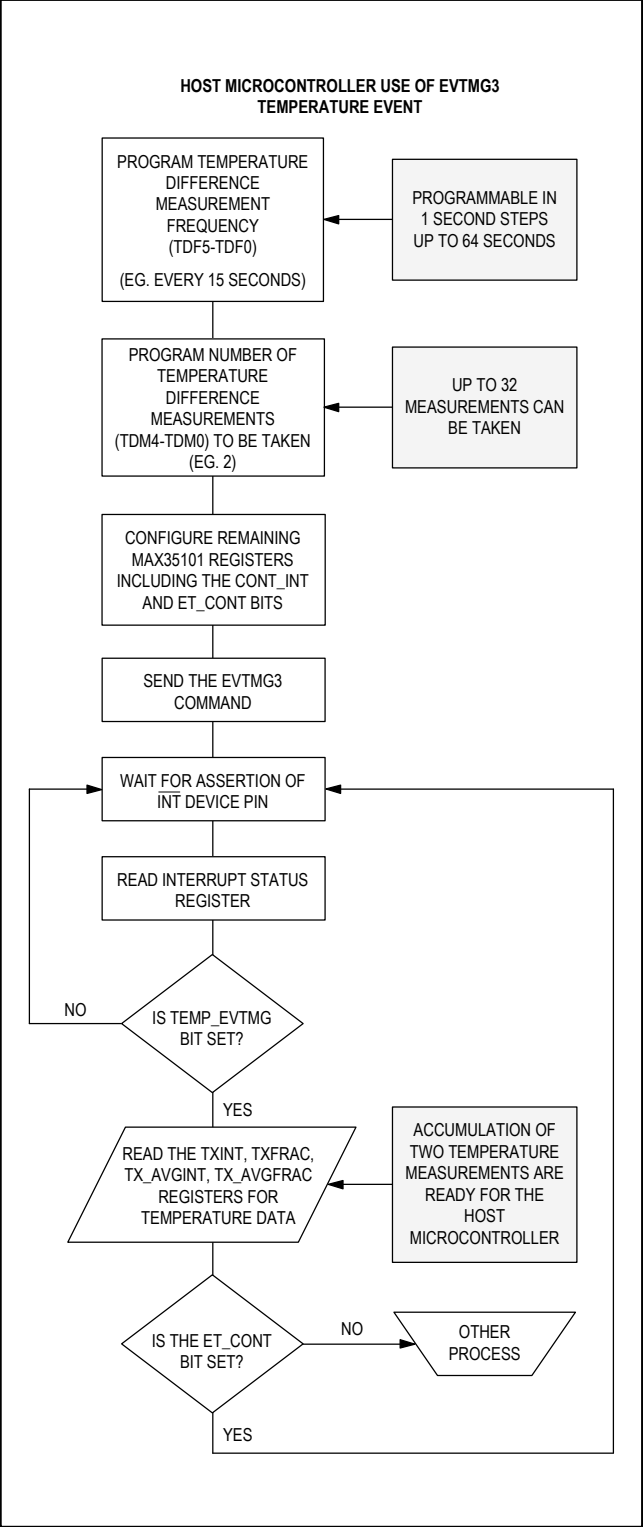 HOST MICROCONTROLLER USE OF EVTMG3
TEMPERATURE EVENT
PROGRAM TEMPERATURE
DIFFERENCE
MEASUREMENT
FREQUENCY
(TDF5-TDF0)
(EG. EVERY 15 SECONDS)
PROGRAMMABLE IN
1 SECOND STEPS
UP TO 64 SECONDS
PROGRAM NUMBER OF
TEMPERATURE
DIFFERENCE
MEASUREMENTS
(TDM4-TDM0) TO BE TAKEN
(EG. 2)
UP TO 32
MEASUREMENTS CAN
BE TAKEN
CONFIGURE REMAINING
MAX35101 REGISTERS
INCLUDING THE CONT_INT
AND ET_CONT BITS
SEND THE EVTMG3
COMMAND
WAIT FOR ASSERTION OF
INT DEVICE PIN
READ INTERRUPT STATUS
REGISTER
NO
IS TEMP_EVTMG
BIT SET?
YES
READ THE TXINT, TXFRAC,
TX_AVGINT, TX_AVGFRAC
REGISTERS FOR
TEMPERATURE DATA
ACCUMULATION OF
TWO TEMPERATURE
MEASUREMENTS ARE
READY FOR THE
HOST
MICROCONTROLLER
IS THE ET_CONT
BIT SET?
NO
OTHER
PROCESS
YES